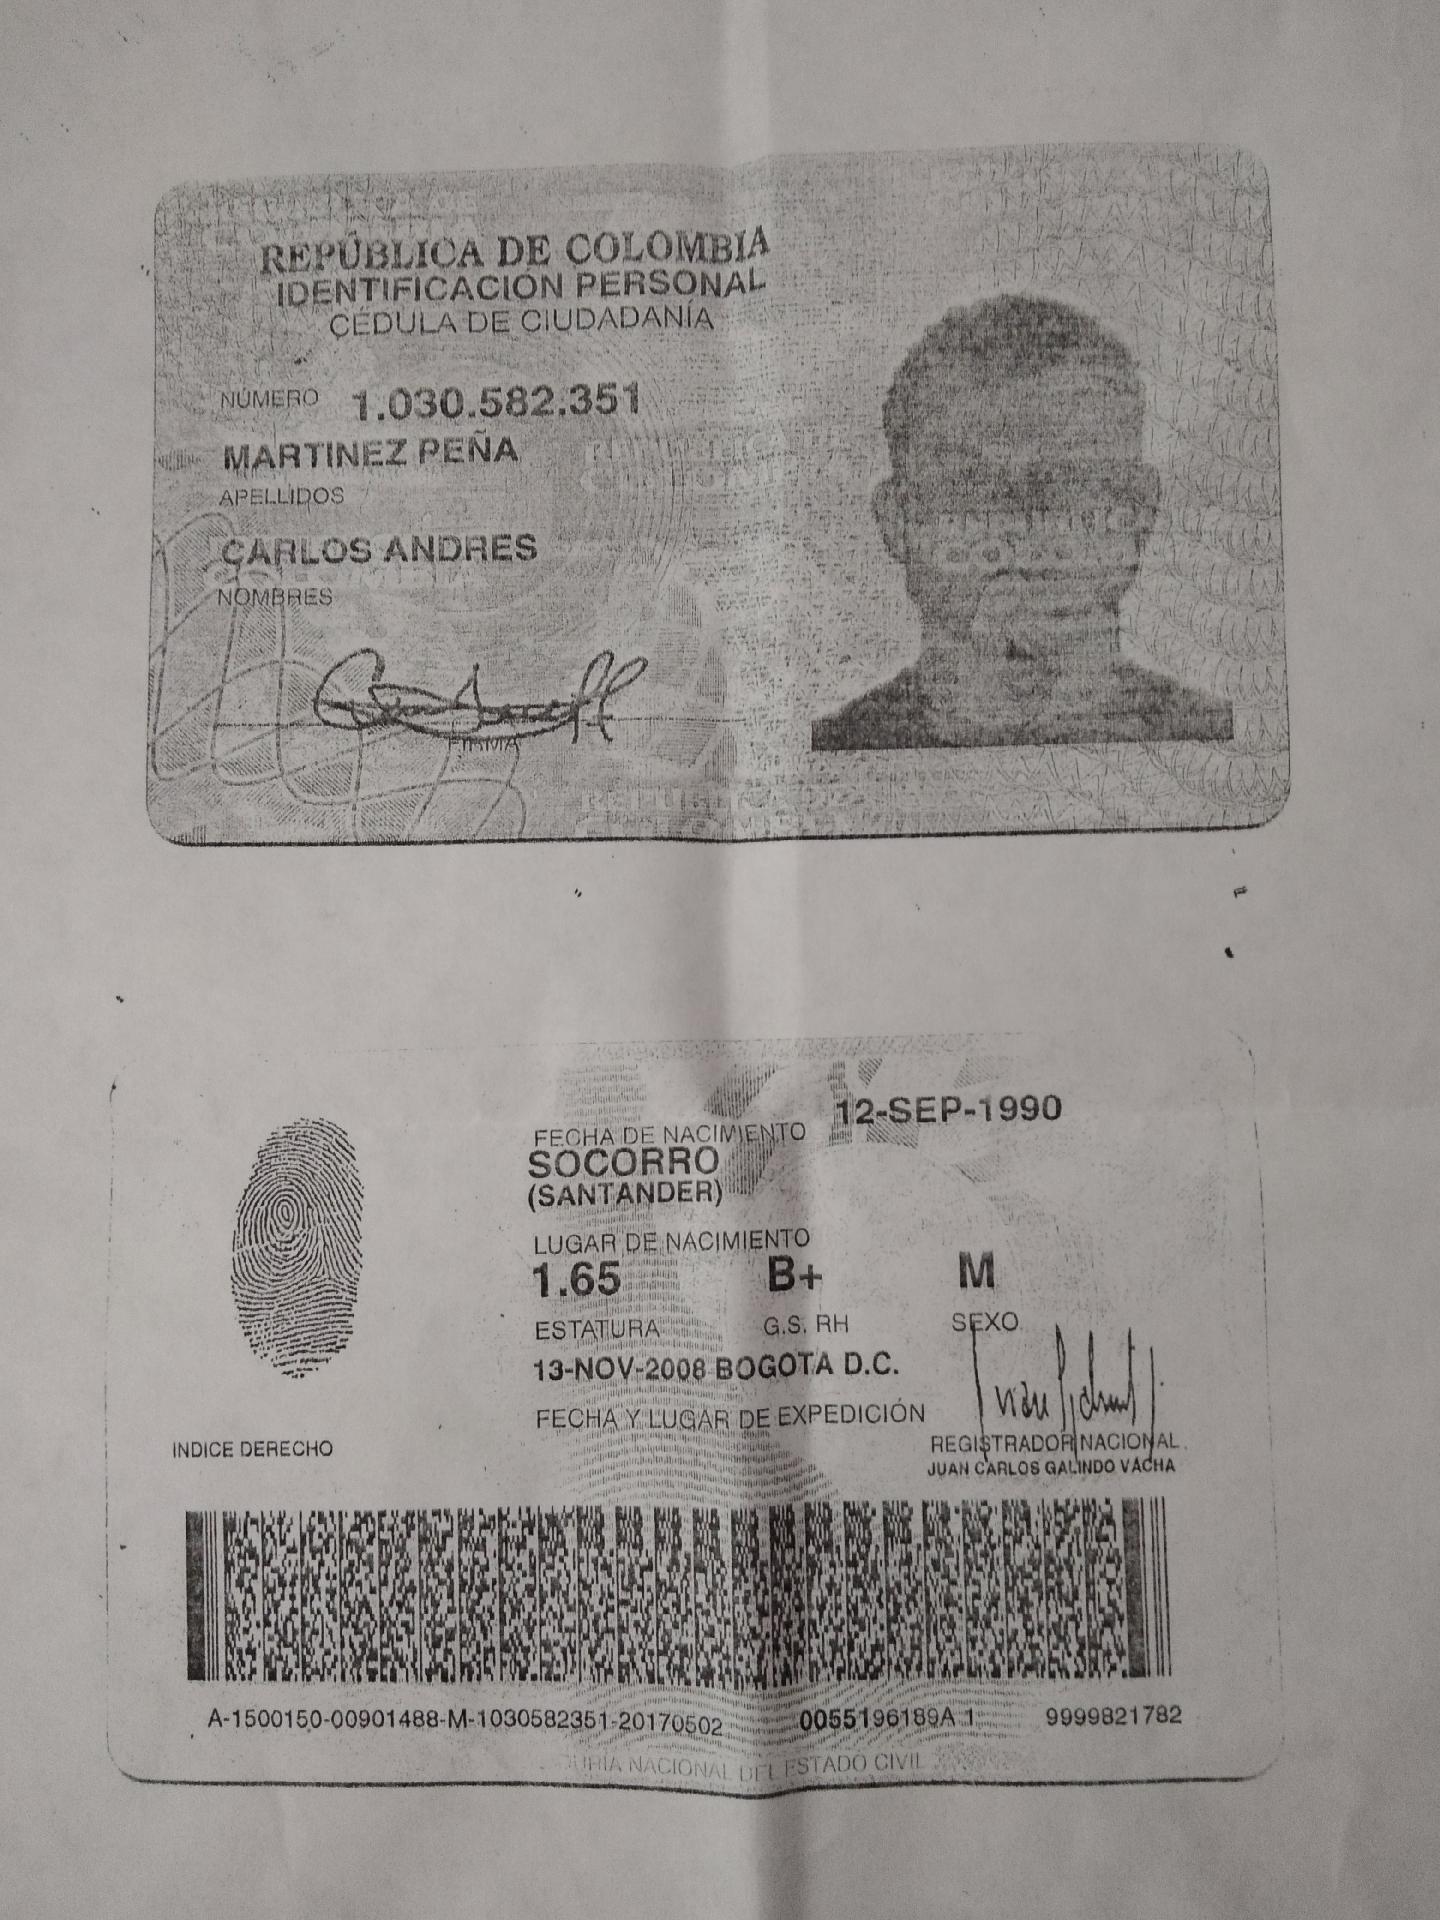 REPÚBLICA DE COLOMBIA
IDENTIFICACIÓN PERSONAL
CÉDULA DE CIUDADANÍA
NÚMERO 1.030.582.351
MARTINEZ PEÑA
APELLIDOS
CARLOS ANDRES
NOMBRES
FIRMA
12-SEP-1990
FECHA DE NACIMIENTO
SOCORRO
(SANTANDER)
LUGAR DE NACIMIENTO
1.65 B+ M
ESTATURA G.S. RH SEXO
13-NOV-2008 BOGOTA D.C.
FECHA Y LUGAR DE EXPEDICIÓN
INDICE DERECHO
REGISTRADOR NACIONAL
JUAN CARLOS GALINDO VACHA
A-1500150-00901488-M-1030582351-20170502 0055196189A 1 9999821782
NACIONAL DEL ESTADO CIVIL